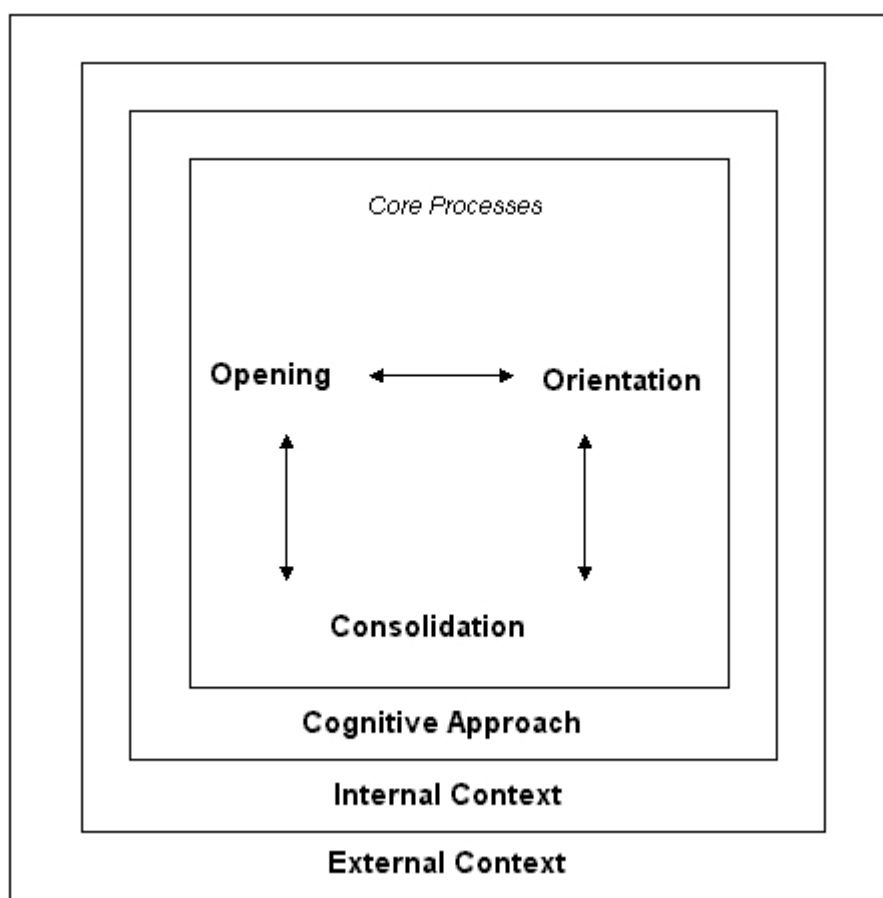 Core Processes
Opening
Orientation
Consolidation
Cognitive Approach
Internal Context
External Context